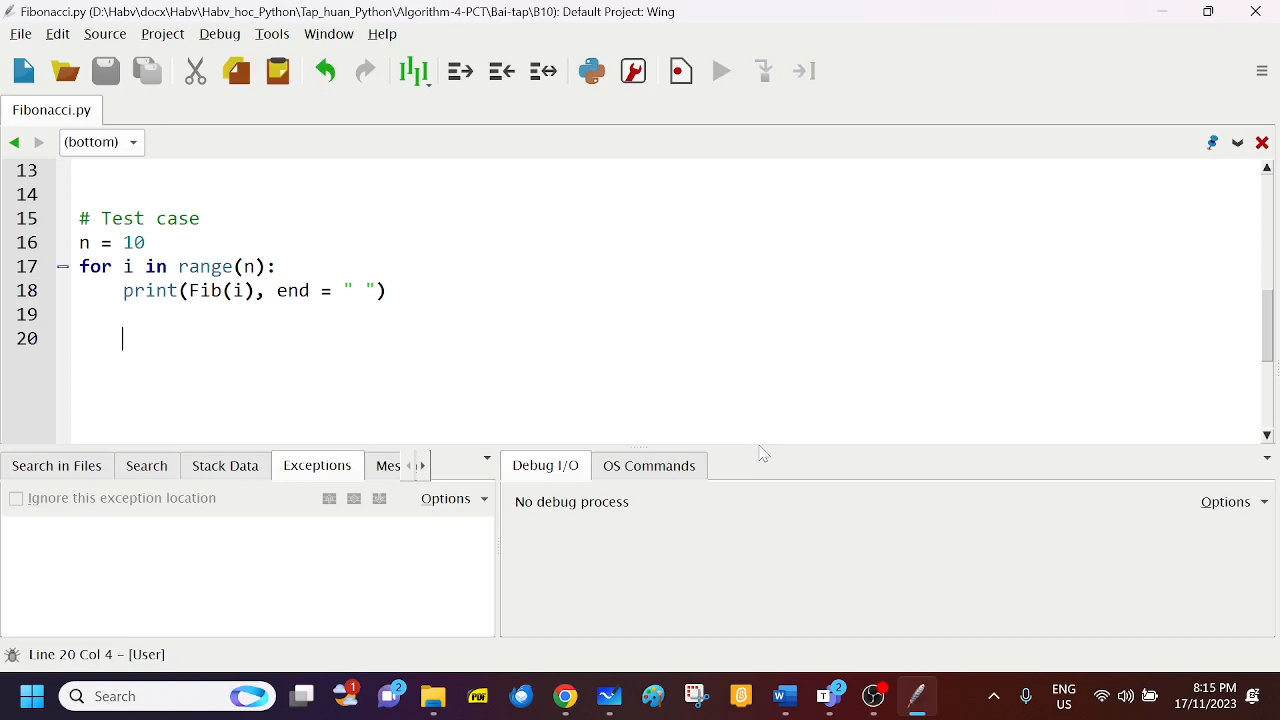 Fibonacci.py (D:\Habv\docx\Habv\Habv_hoc_Python\Tap_huan_Python\Algorithm-4-PCT\Bai-tap\B10): Default Project: Wing
File Edit Source Project Debug Tools Window Help
Fibonacci.py
(bottom)
13
14
15 # Test case
16 n = 10
17 for i in range(n):
18 print(Fib(i), end = " ")
19
20
Search in Files Search Stack Data Exceptions Mes Debug I/O OS Commands
Ignore this exception location Options No debug process Options
Line 20 Col 4 – [User]
Search 1 2 PDF 2 ENG 8:15 PM
US 17/11/2023